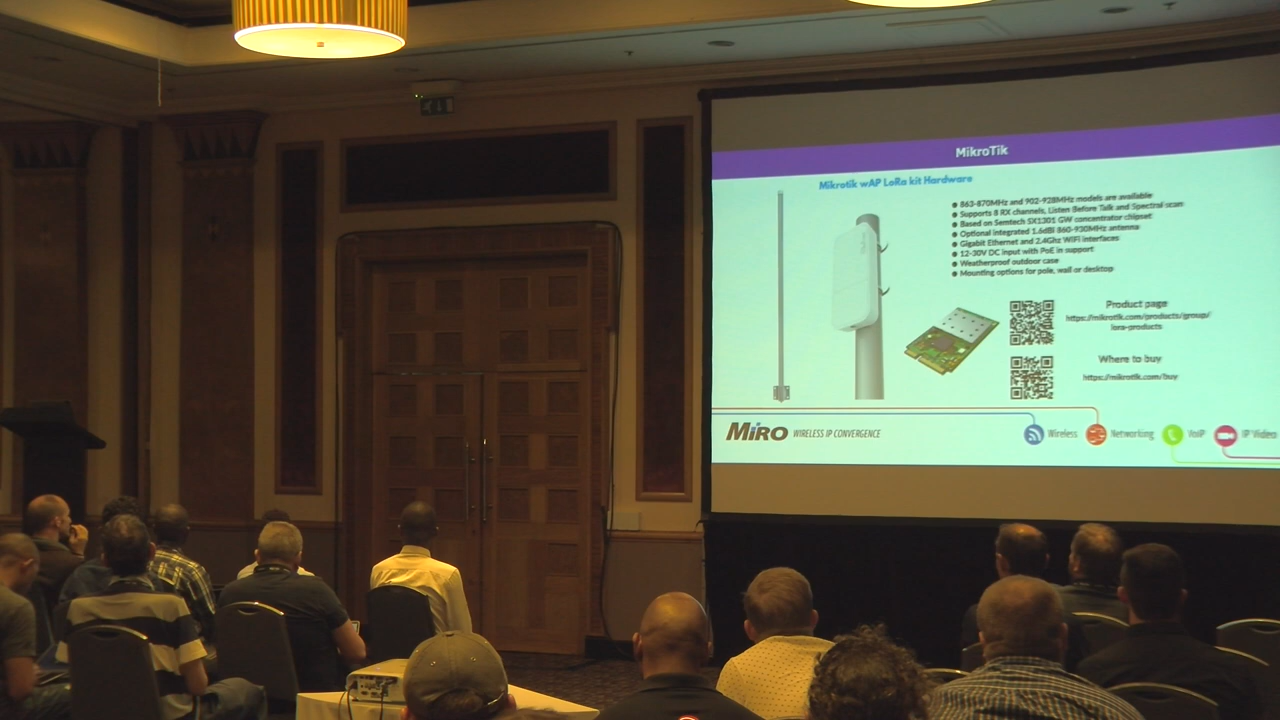 MikroTik
Mikrotik wAP LoRa kit Hardware
863-870MHz and 902-928MHz models are available
Supports 8 RX channels, Listen Before Talk and Spectral scan
Based on Semtech SX1301 GW concentrator chipset
Optional integrated 1.6dBi 860-930MHz antenna
Gigabit Ethernet and 2.4Ghz WiFi interfaces
12-30V DC input with PoE in support
Weatherproof outdoor case
Mounting options for pole, wall or desktop
Product page
https://mikrotik.com/products/group/
lora-products
Where to buy
https://mikrotik.com/buy
MiRO WIRELESS IP CONVERGENCE
Wireless
Networking
VoIP
IP Video